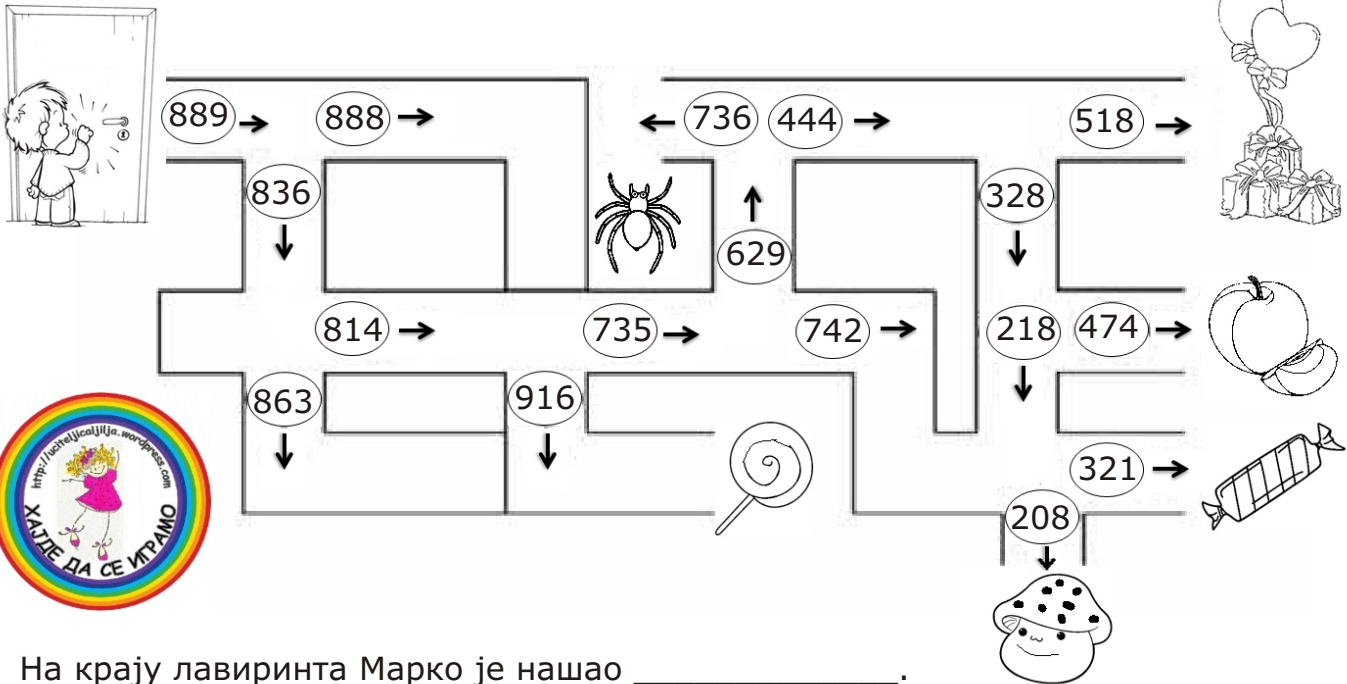 889 888 736 444 518
836 328
629
814 735 742 218 474
863 916
321
208
http://uciteljicaljilja.wordpress.com
ХАЈДЕ ДА СЕ ИГРАМО
На крају лавиринта Марко је нашао _______________.